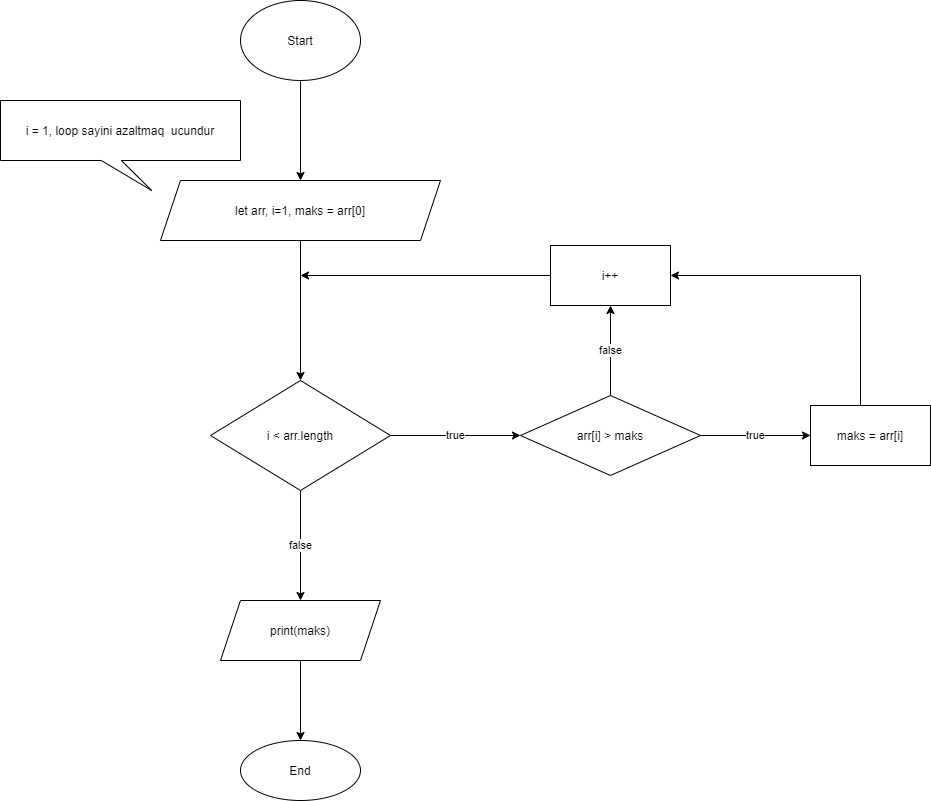 Start
i = 1, loop sayini azaltmaq  ucundur
let arr, i=1, maks = arr[0]
i++
false
i < arr.length
true
arr[i] > maks
true
maks = arr[i]
false
print(maks)
End